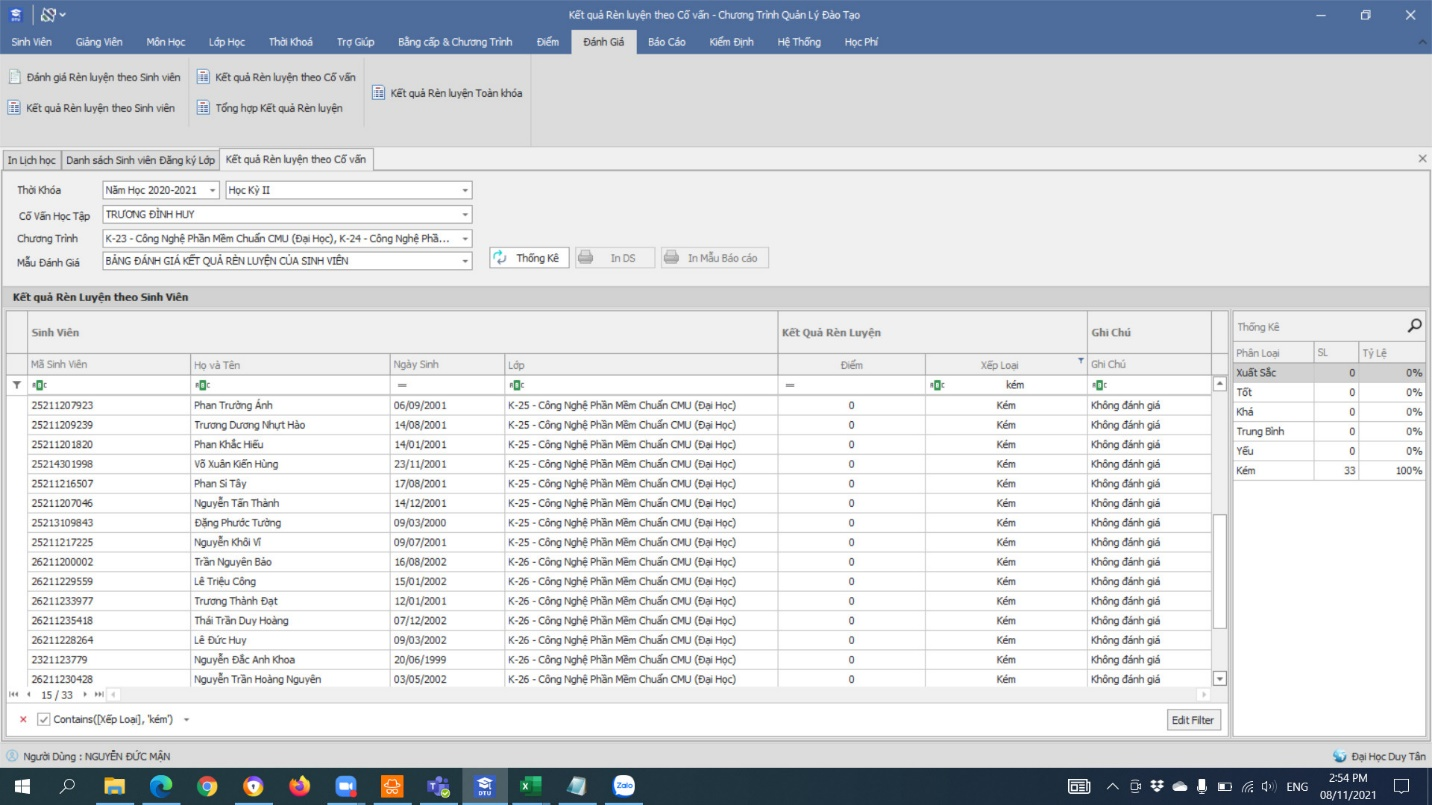 Kết quả Rèn luyện theo Cố vấn - Chương Trình Quản Lý Đào Tạo
Sinh Viên Giảng Viên Môn Học Lớp Học Thời Khoá Trợ Giúp Bằng cấp & Chương Trình Điểm Đánh Giá Báo Cáo Kiểm Định Hệ Thống Học Phí
Đánh giá Rèn luyện theo Sinh viên Kết quả Rèn luyện theo Cố vấn
Kết quả Rèn luyện Toàn khóa
Kết quả Rèn luyện theo Sinh viên Tổng hợp Kết quả Rèn luyện
In Lịch học Danh sách Sinh viên Đăng ký Lớp Kết quả Rèn luyện theo Cố vấn
Thời Khóa Năm Học 2020-2021 Học Kỳ II
Cố Vấn Học Tập TRƯƠNG ĐÌNH HUY
Chương Trình K-23 - Công Nghệ Phần Mềm Chuẩn CMU (Đại Học), K-24 - Công Nghệ Phầ...
Mẫu Đánh Giá BẢNG ĐÁNH GIÁ KẾT QUẢ RÈN LUYỆN CỦA SINH VIÊN Thống Kê In DS In Mẫu Báo cáo
Kết quả Rèn Luyện theo Sinh Viên
Sinh Viên Kết Quả Rèn Luyện Ghi Chú Thống Kê
Mã Sinh Viên Họ và Tên Ngày Sinh Lớp Điểm Xếp Loại Ghi Chú
kém
25211207923 Phan Trường Ánh 06/09/2001 K-25 - Công Nghệ Phần Mềm Chuẩn CMU (Đại Học) 0 Kém Không đánh giá
25211209239 Trương Dương Nhựt Hào 14/08/2001 K-25 - Công Nghệ Phần Mềm Chuẩn CMU (Đại Học) 0 Kém Không đánh giá
25211201820 Phan Khắc Hiếu 14/01/2001 K-25 - Công Nghệ Phần Mềm Chuẩn CMU (Đại Học) 0 Kém Không đánh giá
25214301998 Võ Xuân Kiến Hùng 23/11/2001 K-25 - Công Nghệ Phần Mềm Chuẩn CMU (Đại Học) 0 Kém Không đánh giá
25211216507 Phan Sĩ Tây 17/08/2001 K-25 - Công Nghệ Phần Mềm Chuẩn CMU (Đại Học) 0 Kém Không đánh giá
25211207046 Nguyễn Tấn Thành 14/12/2001 K-25 - Công Nghệ Phần Mềm Chuẩn CMU (Đại Học) 0 Kém Không đánh giá
25213109843 Đặng Phước Tường 09/03/2000 K-25 - Công Nghệ Phần Mềm Chuẩn CMU (Đại Học) 0 Kém Không đánh giá
25211217225 Nguyễn Khôi Vĩ 09/07/2001 K-25 - Công Nghệ Phần Mềm Chuẩn CMU (Đại Học) 0 Kém Không đánh giá
26211200002 Trần Nguyên Bảo 16/08/2002 K-26 - Công Nghệ Phần Mềm Chuẩn CMU (Đại Học) 0 Kém Không đánh giá
26211229559 Lê Triệu Công 15/01/2002 K-26 - Công Nghệ Phần Mềm Chuẩn CMU (Đại Học) 0 Kém Không đánh giá
26211233977 Trương Thành Đạt 12/01/2001 K-26 - Công Nghệ Phần Mềm Chuẩn CMU (Đại Học) 0 Kém Không đánh giá
26211235418 Thái Trần Duy Hoàng 07/12/2002 K-26 - Công Nghệ Phần Mềm Chuẩn CMU (Đại Học) 0 Kém Không đánh giá
26211228264 Lê Đức Huy 09/03/2002 K-26 - Công Nghệ Phần Mềm Chuẩn CMU (Đại Học) 0 Kém Không đánh giá
2321123779 Nguyễn Đắc Anh Khoa 20/06/1999 K-26 - Công Nghệ Phần Mềm Chuẩn CMU (Đại Học) 0 Kém Không đánh giá
26211230428 Nguyễn Trần Hoàng Nguyên 03/05/2002 K-26 - Công Nghệ Phần Mềm Chuẩn CMU (Đại Học) 0 Kém Không đánh giá
Phân Loại SL Tỷ Lệ
Xuất Sắc 0 0%
Tốt 0 0%
Khá 0 0%
Trung Bình 0 0%
Yếu 0 0%
Kém 33 100%
15 / 33
Contains([Xếp Loại], 'kém') Edit Filter
Người Dùng : NGUYỄN ĐỨC MẬN Đại Học Duy Tân
DTU Zalo ENG 2:54 PM
08/11/2021